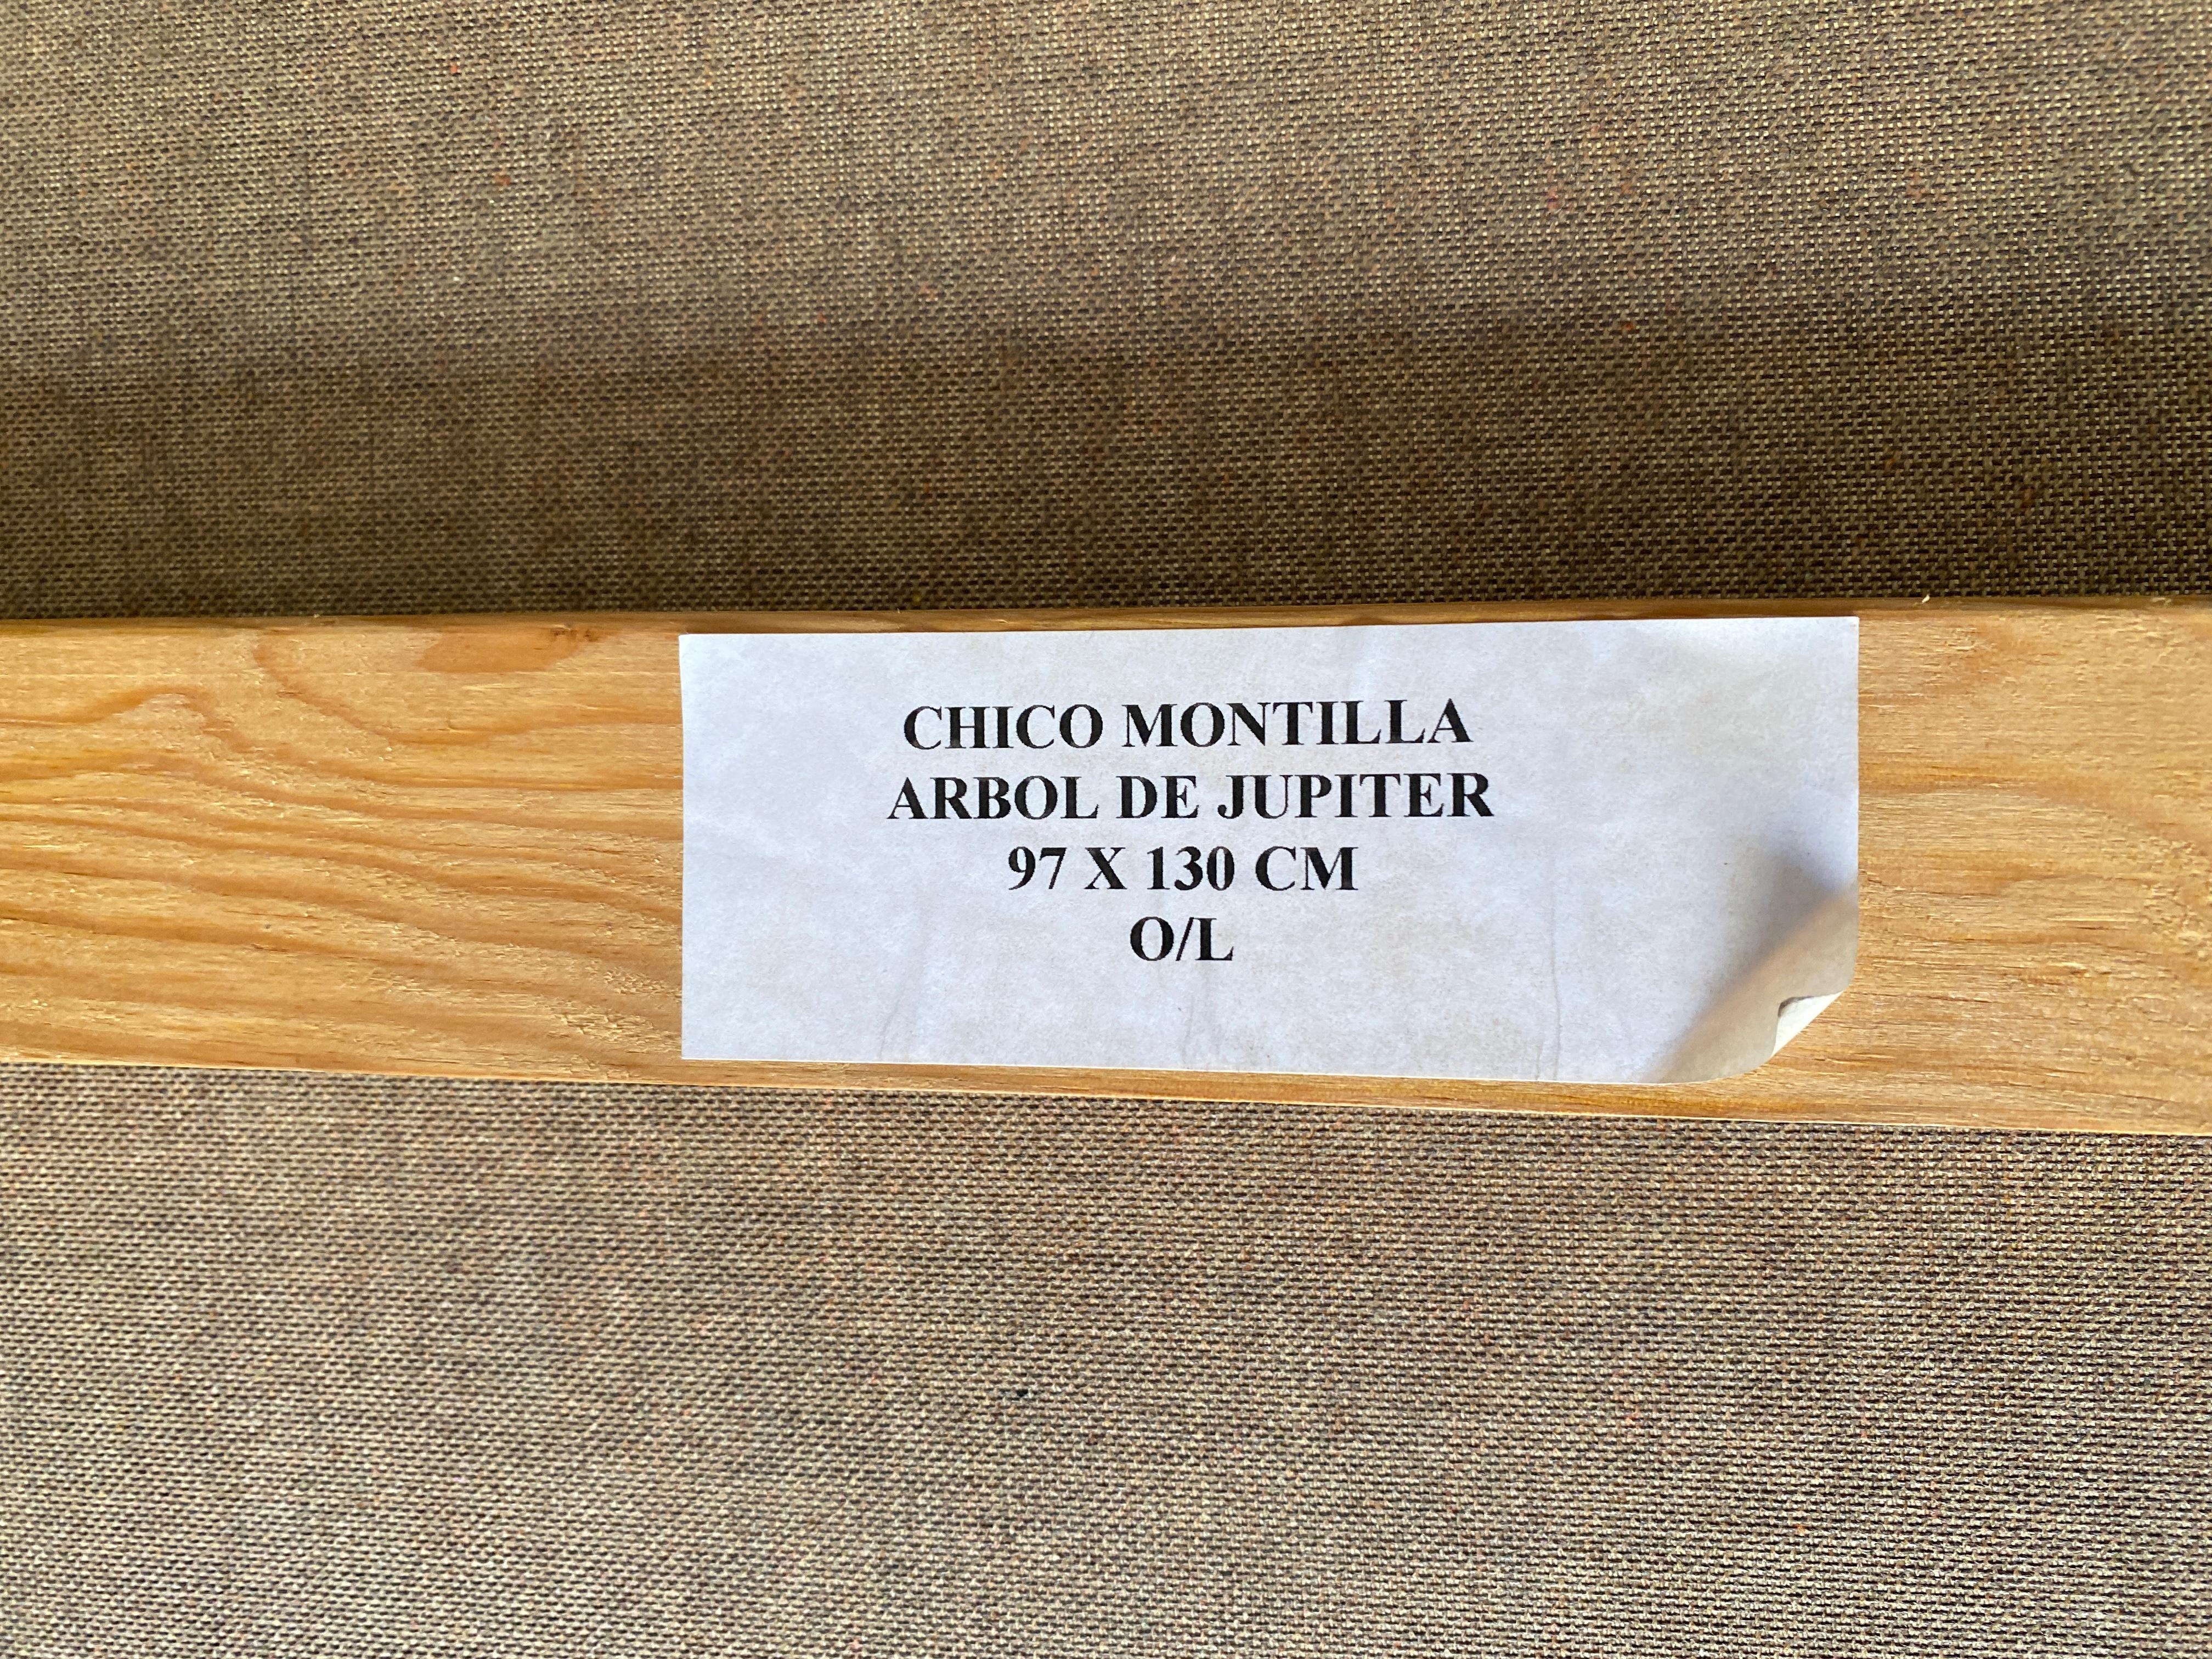 CHICO MONTILLA
ARBOL DE JUPITER
97 X 130 CM
O/L